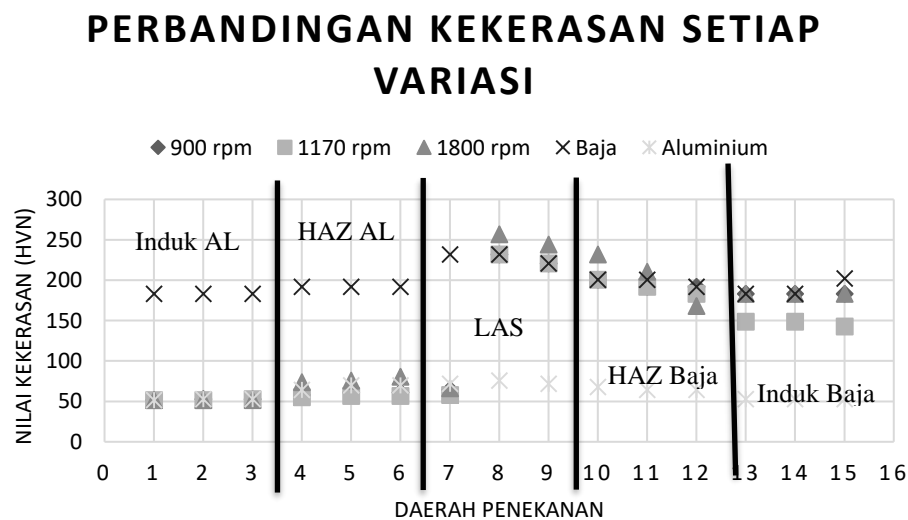 PERBANDINGAN KEKERASAN SETIAP
VARIASI
900 rpm 1170 rpm 1800 rpm Baja Aluminium
NILAI KEKERASAN (HVN)
300
250
200
150
100
50
0
Induk AL
HAZ AL
LAS
HAZ Baja
Induk Baja
0 1 2 3 4 5 6 7 8 9 10 11 12 13 14 15 16
DAERAH PENEKANAN